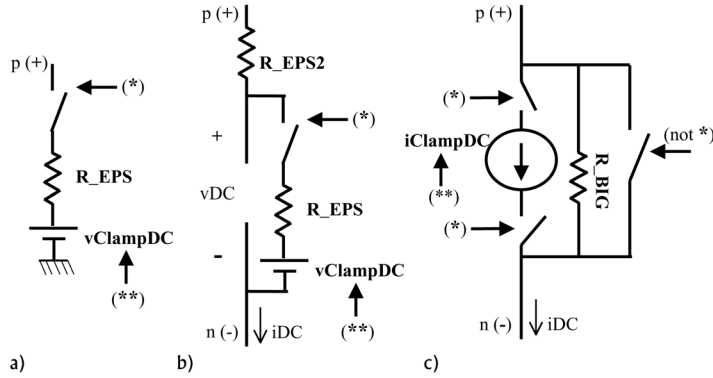 p (+)
(*)
R_EPS
vClampDC
(**)
a)
p (+)
R_EPS2
+
(*)
vDC
R_EPS
-
vClampDC
(**)
n (-)
iDC
b)
p (+)
(*)
(not *)
iClampDC
R_BIG
(**)
(*)
n (-)
iDC
c)